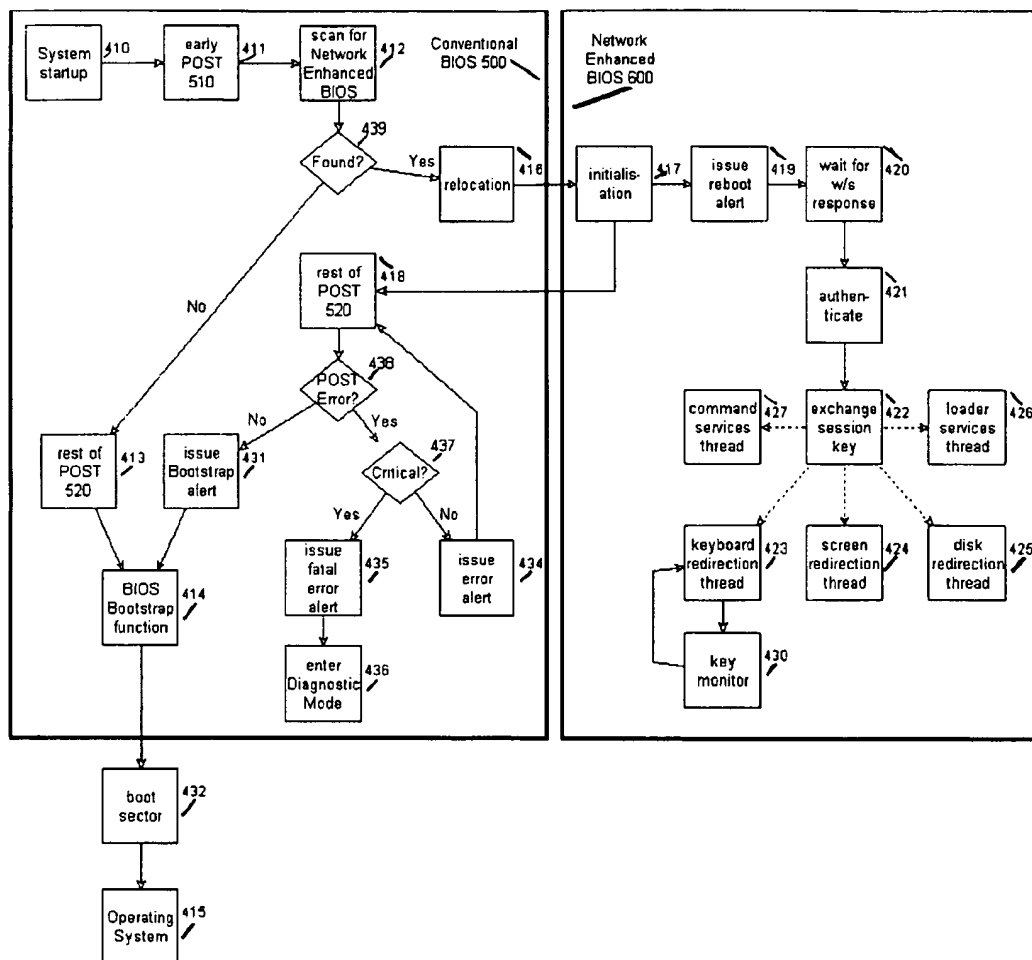 System
startup
410
early
POST
510
411
scan for
Network
Enhanced
BIOS
412
Conventional
BIOS 500
Network
Enhanced
BIOS 600
439
Found?
Yes
No
relocation
416
initialis-
ation
417
issue
reboot
alert
419
wait for
w/s
response
420
rest of
POST
520
418
authen-
ticate
421
438
POST
Error?
No
Yes
command
services
thread
427
exchange
session
key
422
loader
services
thread
426
rest of
POST
520
413
issue
Bootstrap
alert
431
437
Critical?
Yes
No
issue
fatal
error
alert
435
issue
error
alert
434
keyboard
redirection
thread
423
screen
redirection
thread
424
disk
redirection
thread
425
BIOS
Bootstrap
function
414
enter
Diagnostic
Mode
436
key
monitor
430
boot
sector
432
Operating
System
415